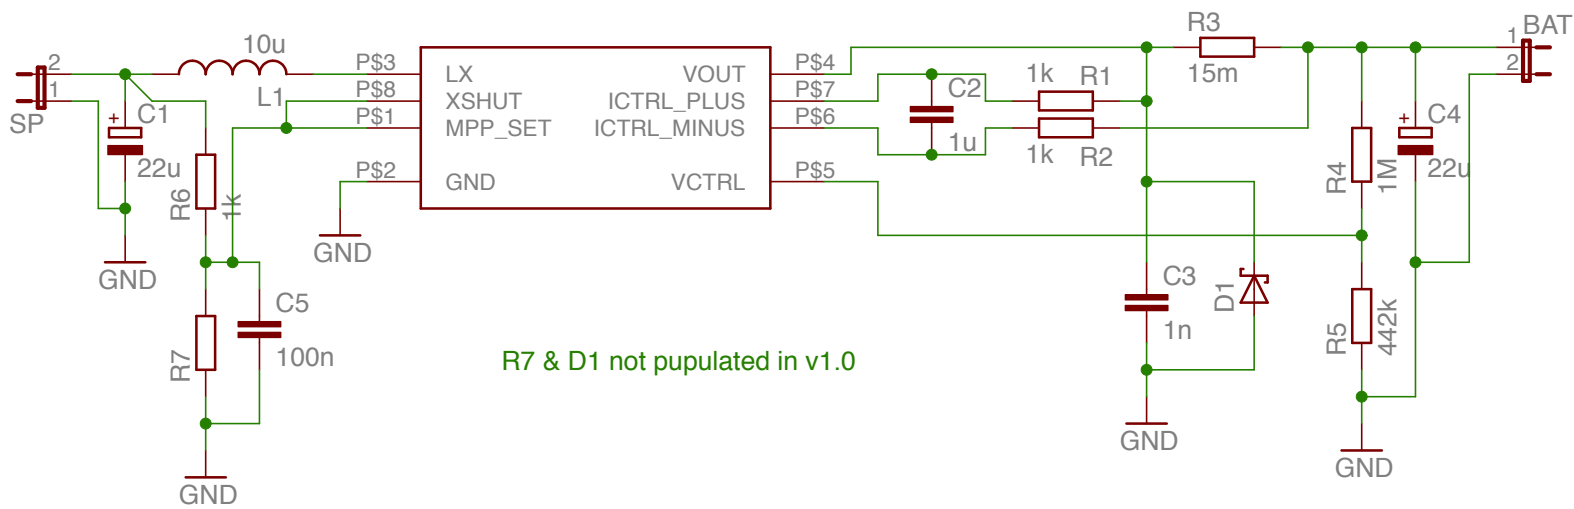 2
1
SP
10u
L1
C1
+
22u
R6
1k
GND
R7
C5
100n
GND
P$3
P$8
P$1
P$2
GND
LX
XSHUT
MPP_SET
GND
VOUT
ICTRL_PLUS
ICTRL_MINUS
VCTRL
P$4
P$7
P$6
P$5
C2
1u
1k
R1
1k
R2
R3
15m
C3
1n
D1
GND
R4
1M
+
C4
22u
R5
442k
GND
BAT
1
2
R7 & D1 not pupulated in v1.0